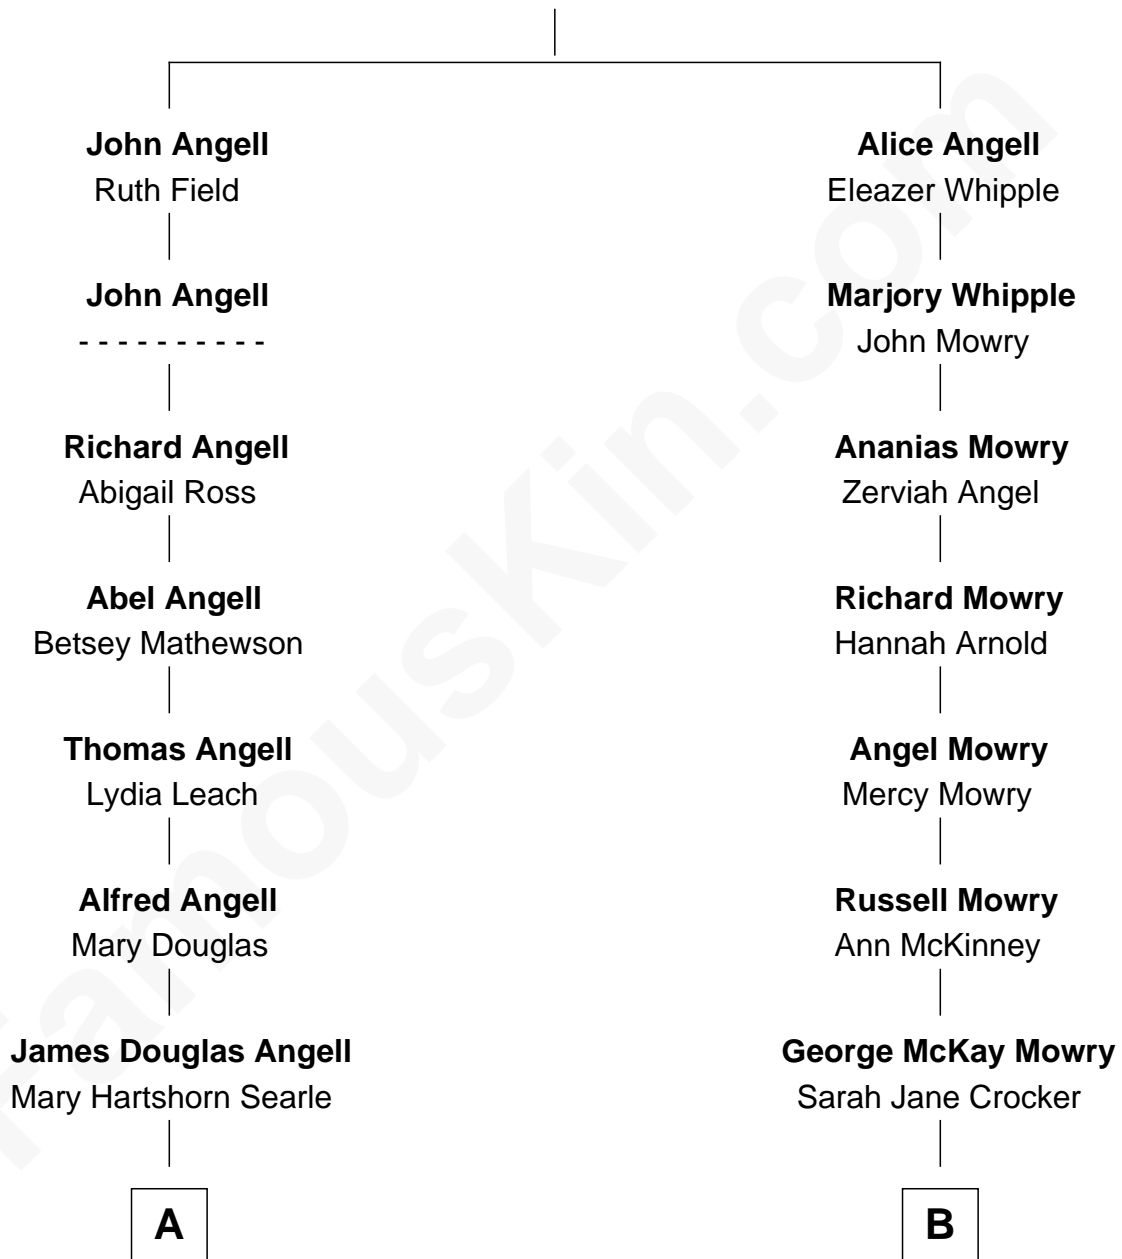 John Angell
Ruth Field
John Angell
- - - - - - - - - -
Richard Angell
Abigail Ross
Abel Angell
Betsey Mathewson
Thomas Angell
Lydia Leach
Alfred Angell
Mary Douglas
James Douglas Angell
Mary Hartshorn Searle
A
Alice Angell
Eleazer Whipple
Marjory Whipple
John Mowry
Ananias Mowry
Zerviah Angel
Richard Mowry
Hannah Arnold
Angel Mowry
Mercy Mowry
Russell Mowry
Ann McKinney
George McKay Mowry
Sarah Jane Crocker
B
FamousKin.com